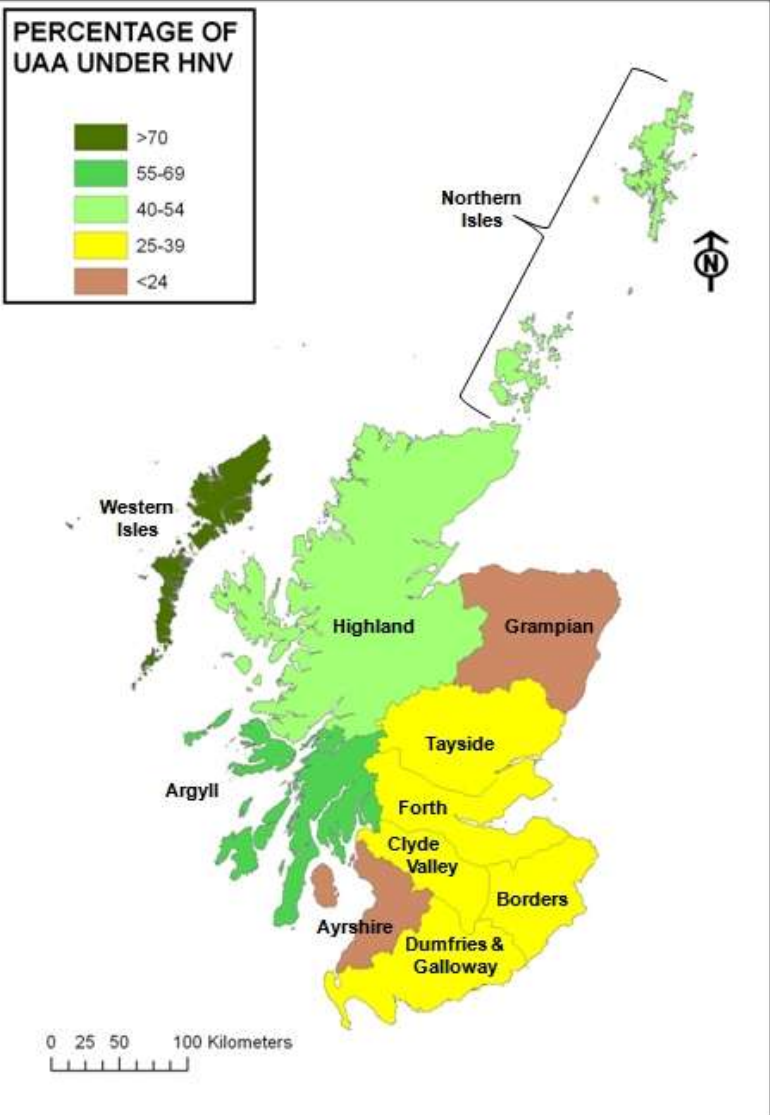 PERCENTAGE OF
UAA UNDER HNV
>70
55-69
40-54
25-39
<24
Northern
Isles
N
Western
Isles
Highland
Grampian
Tayside
Argyll
Forth
Clyde
Valley
Borders
Ayrshire
Dumfries &
Galloway
0 25 50 100 Kilometers